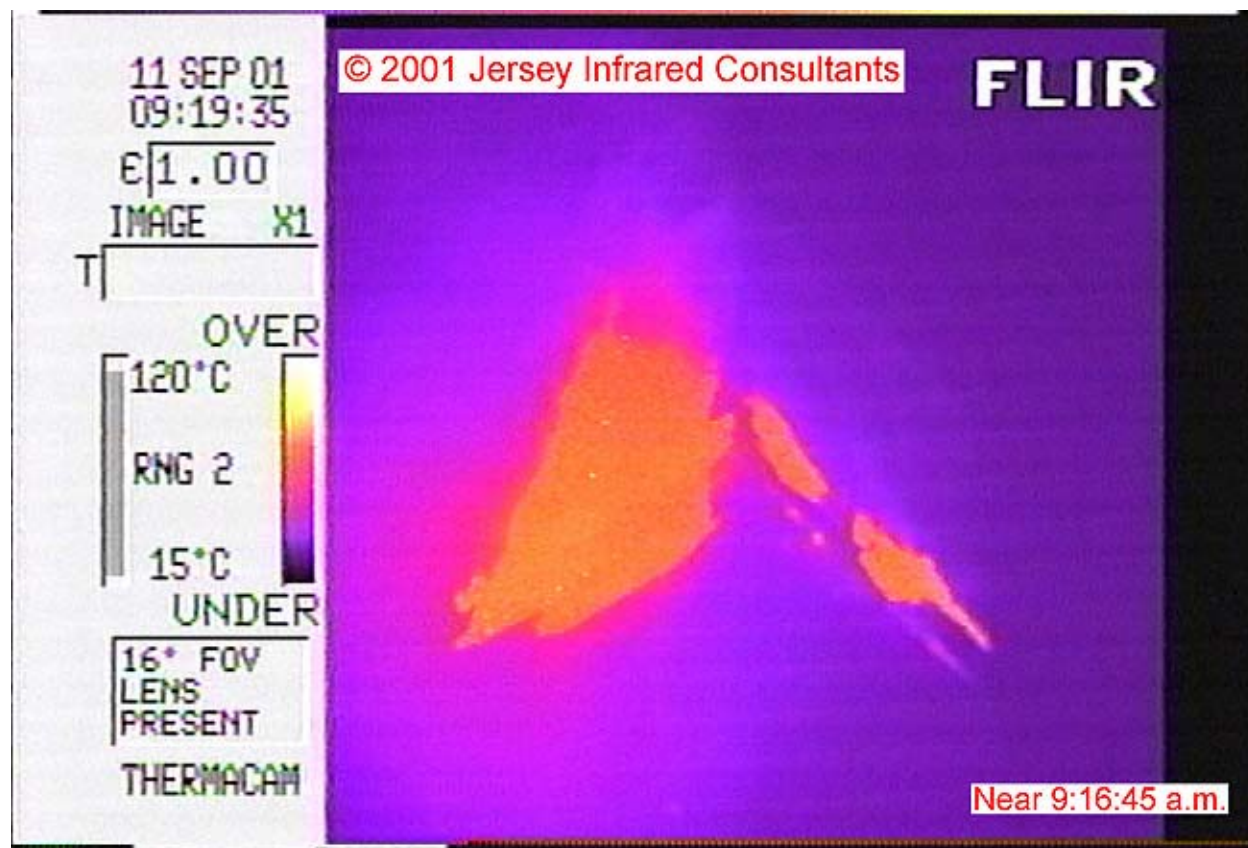 11 SEP 01
© 2001 Jersey Infrared Consultants
FLIR
09:19:35
ε 1.00
IMAGE X1
T
OVER
120°C
RNG 2
15°C
UNDER
16° FOV
LENS
PRESENT
THERMACAM
Near 9:16:45 a.m.